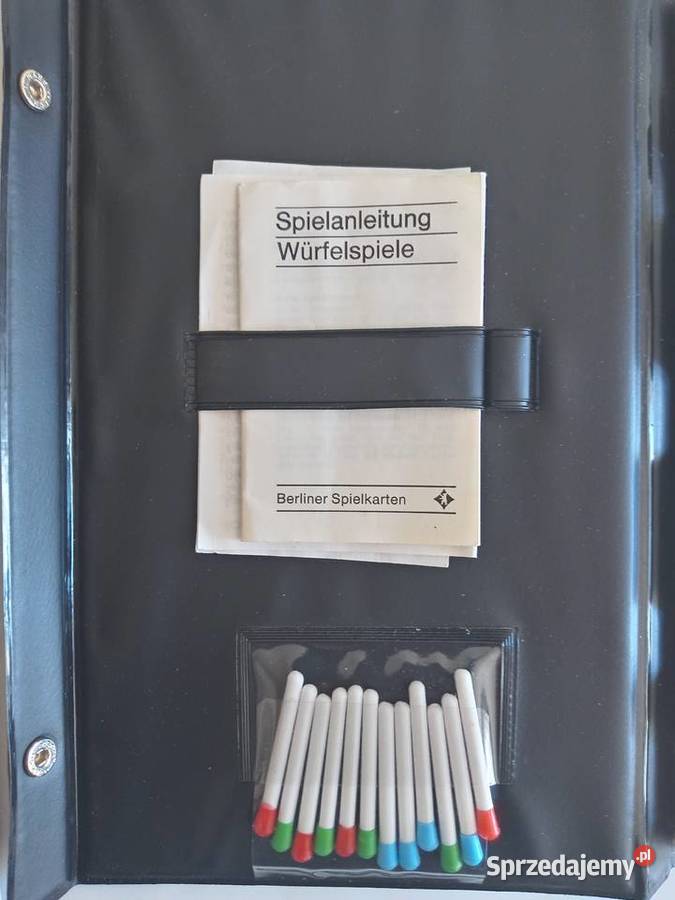 Spielanleitung
Würfelspiele
Berliner Spielkarten
Sprzedajemy.pl